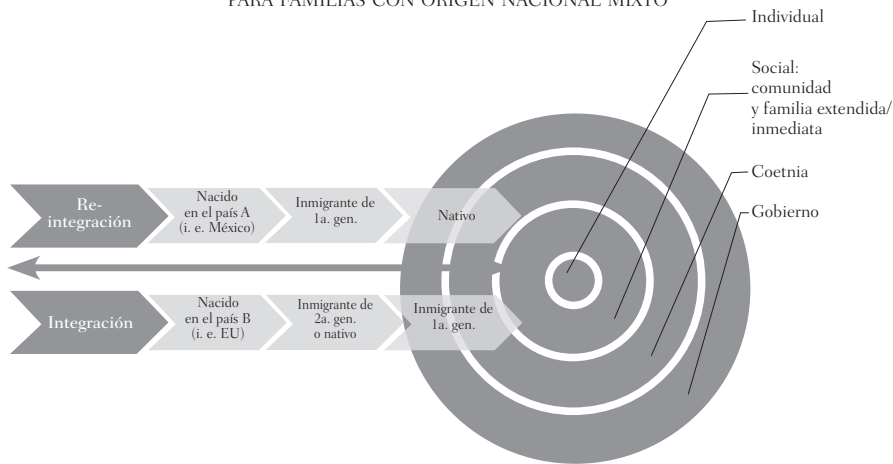 PARA FAMILIAS CON ORIGEN NACIONAL MIXTO
Individual
Social:
comunidad
y familia extendida/
inmediata
Coetnia
Gobierno
Re-
integración
Nacido
en el país A
(i. e. México)
Inmigrante de
1a. gen.
Nativo
Integración
Nacido
en el país B
(i. e. EU)
Inmigrante de
2a. gen.
o nativo
Inmigrante de
1a. gen.